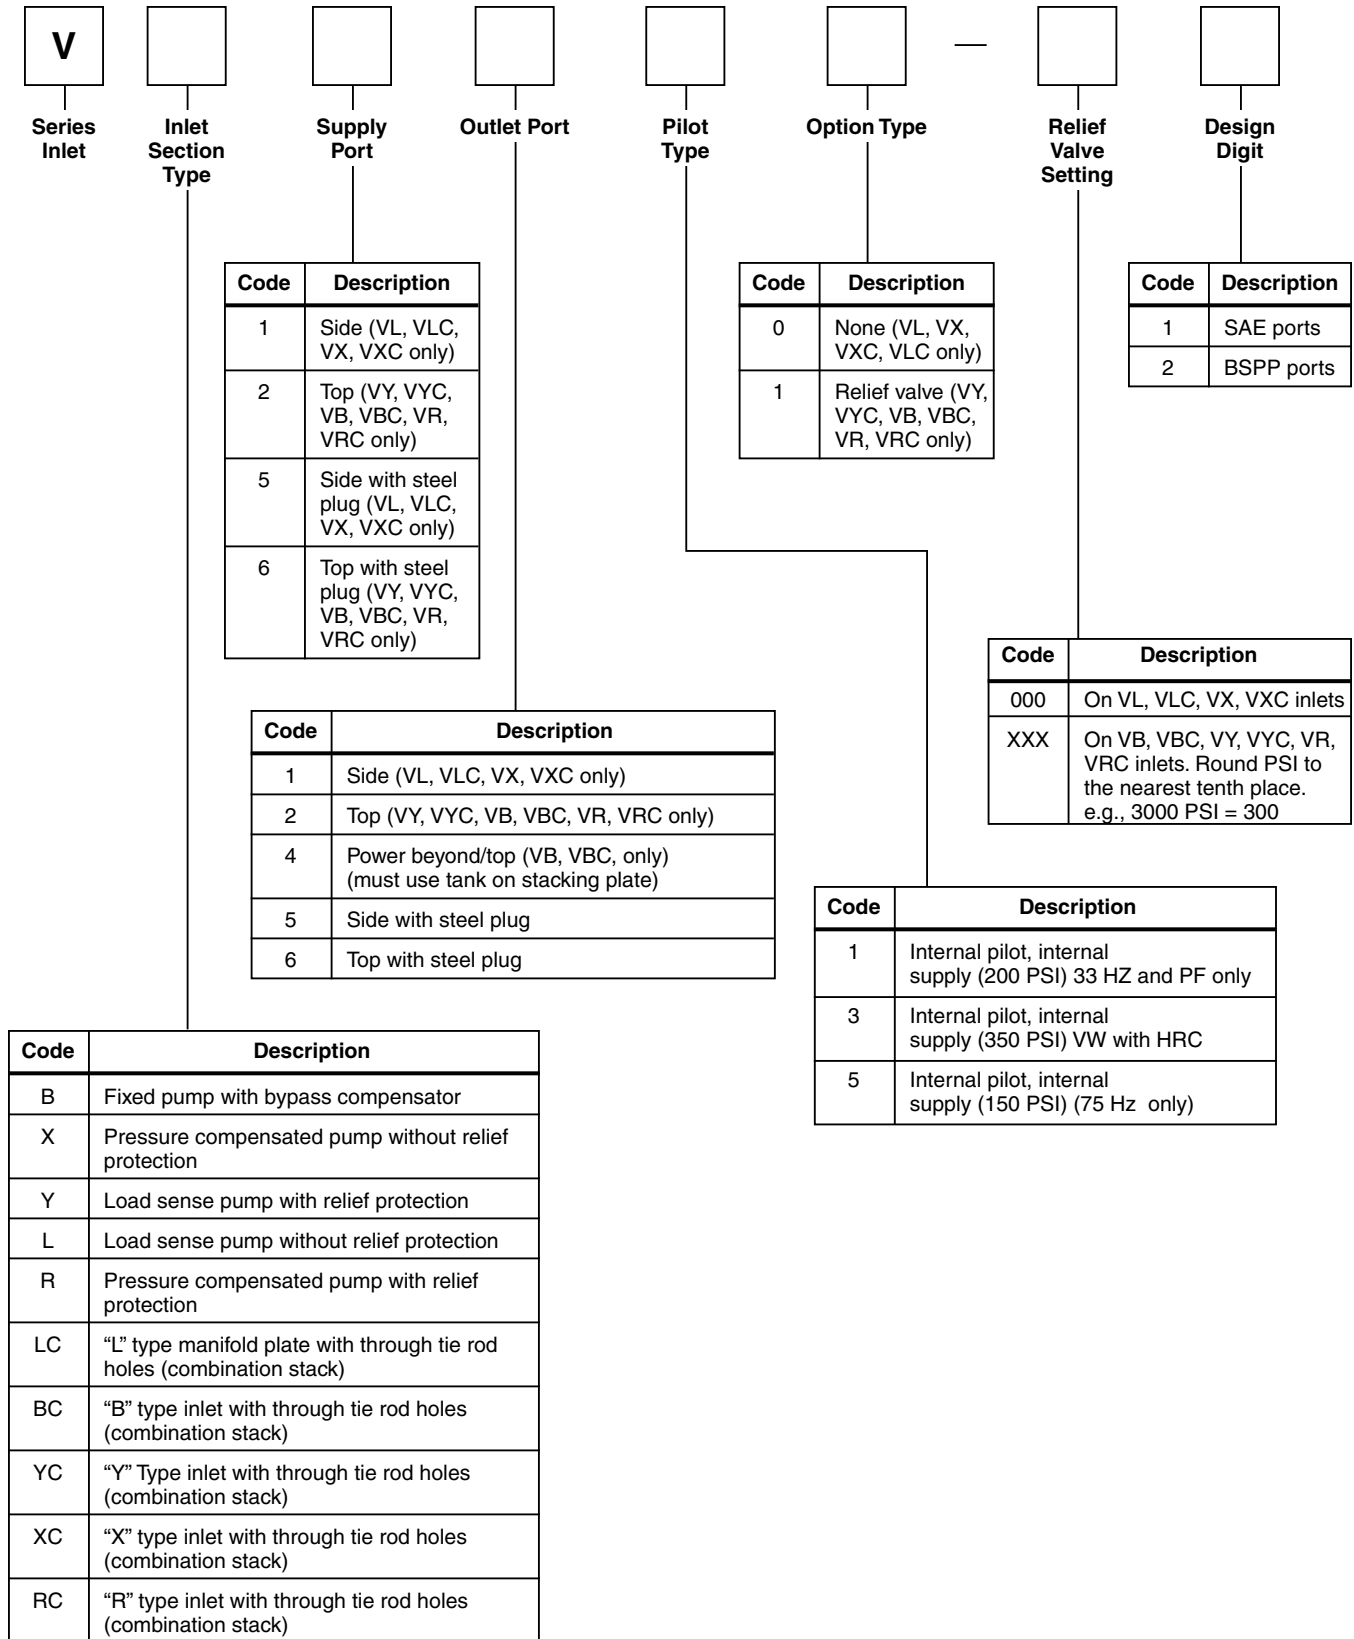 V
—
Series
Inlet
Inlet
Section
Type
Supply
Port
Outlet Port
Pilot
Type
Option Type
Relief
Valve
Setting
Design
Digit
Code Description
1 Side (VL, VLC,
VX, VXC only)
2 Top (VY, VYC,
VB, VBC, VR,
VRC only)
5 Side with steel
plug (VL, VLC,
VX, VXC only)
6 Top with steel
plug (VY, VYC,
VB, VBC, VR,
VRC only)
Code Description
0 None (VL, VX,
VXC, VLC only)
1 Relief valve (VY,
VYC, VB, VBC,
VR, VRC only)
Code Description
1 SAE ports
2 BSPP ports
Code Description
000 On VL, VLC, VX, VXC inlets
XXX On VB, VBC, VY, VYC, VR,
VRC inlets. Round PSI to
the nearest tenth place.
e.g., 3000 PSI = 300
Code Description
1 Side (VL, VLC, VX, VXC only)
2 Top (VY, VYC, VB, VBC, VR, VRC only)
4 Power beyond/top (VB, VBC, only)
(must use tank on stacking plate)
5 Side with steel plug
6 Top with steel plug
Code Description
1 Internal pilot, internal
supply (200 PSI) 33 HZ and PF only
3 Internal pilot, internal
supply (350 PSI) VW with HRC
5 Internal pilot, internal
supply (150 PSI) (75 Hz only)
Code Description
B Fixed pump with bypass compensator
X Pressure compensated pump without relief
protection
Y Load sense pump with relief protection
L Load sense pump without relief protection
R Pressure compensated pump with relief
protection
LC “L” type manifold plate with through tie rod
holes (combination stack)
BC “B” type inlet with through tie rod holes
(combination stack)
YC “Y” Type inlet with through tie rod holes
(combination stack)
XC “X” type inlet with through tie rod holes
(combination stack)
RC “R” type inlet with through tie rod holes
(combination stack)